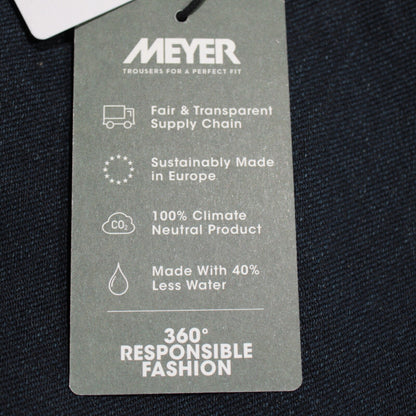 MEYER
TROUSERS FOR A PERFECT FIT
Fair & Transparent
Supply Chain
Sustainably Made
in Europe
CO₂
100% Climate
Neutral Product
Made With 40%
Less Water
360°
RESPONSIBLE
FASHION